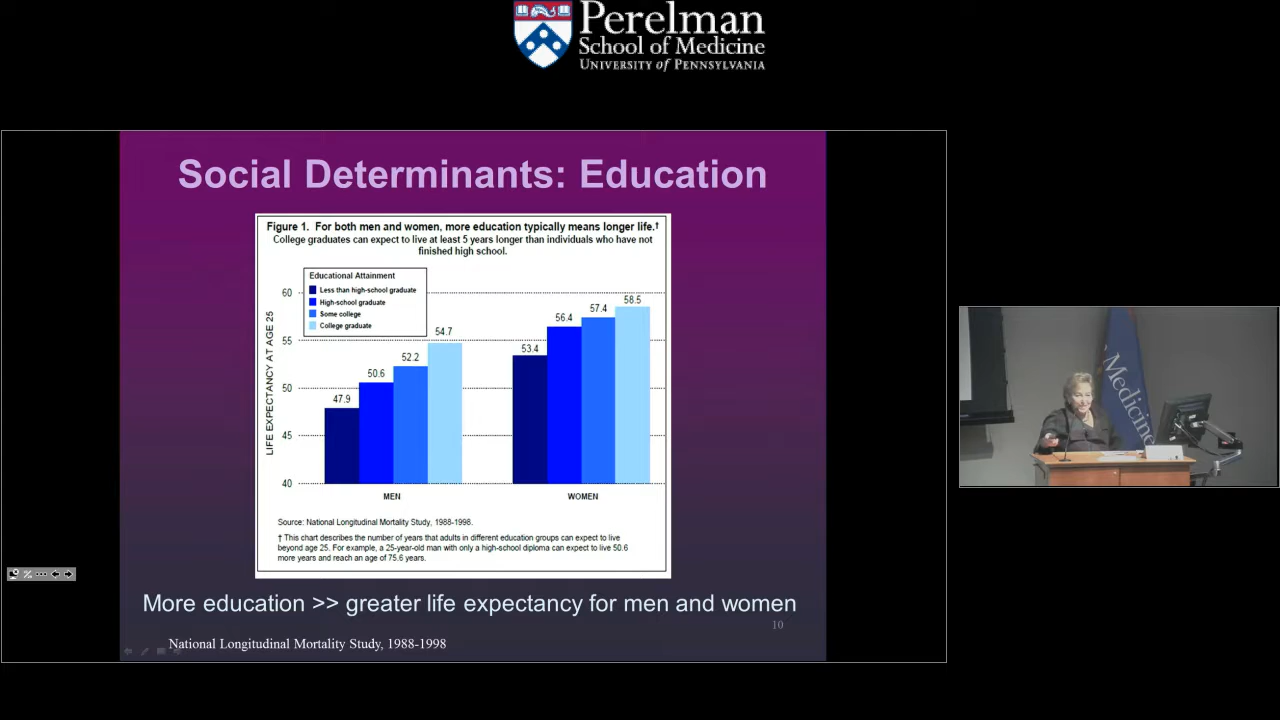 Perelman
School of Medicine
UNIVERSITY of PENNSYLVANIA
Social Determinants: Education
Figure 1. For both men and women, more education typically means longer life.†
College graduates can expect to live at least 5 years longer than individuals who have not
finished high school.
Educational Attainment
Less than high-school graduate
High-school graduate
Some college
College graduate
LIFE EXPECTANCY AT AGE 25
60
55
50
45
40
47.9
50.6
52.2
54.7
53.4
56.4
57.4
58.5
MEN
WOMEN
Source: National Longitudinal Mortality Study, 1988-1998.
† This chart describes the number of years that adults in different education groups can expect to live
beyond age 25. For example, a 25-year-old man with only a high-school diploma can expect to live 50.6
more years and reach an age of 75.6 years.
More education >> greater life expectancy for men and women
10
National Longitudinal Mortality Study, 1988-1998
Medicine